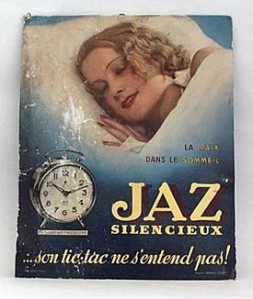 LA PAIX
DANS LE SOMMEIL
JAZ
SILENCIEUX
...son tic-tac ne s'entend pas!